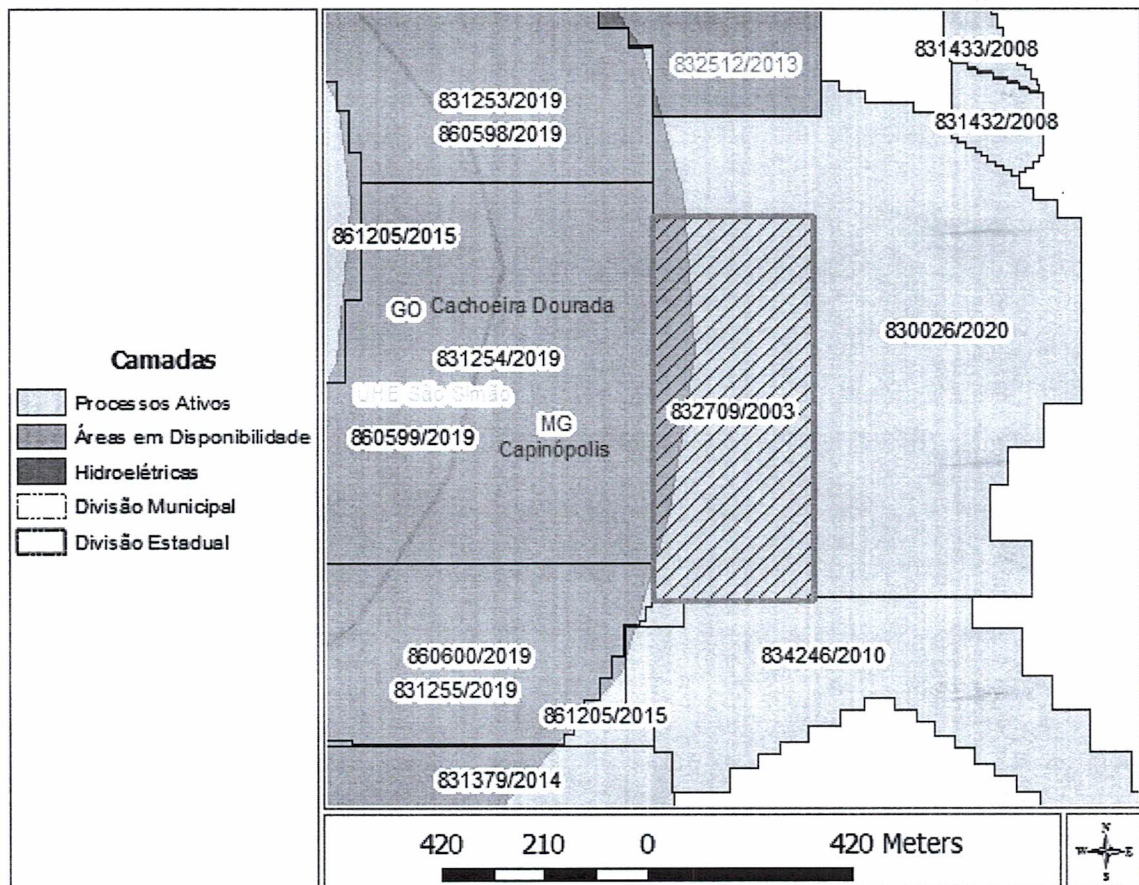 Camadas
Processos Ativos
Áreas em Disponibilidade
Hidroelétricas
Divisão Municipal
Divisão Estadual
831433/2008
832512/2013
831432/2008
831253/2019
860598/2019
861205/2015
GO Cachoeira Dourada
830026/2020
831254/2019
UHE São Simão
832709/2003
860599/2019
MG
Capinópolis
860600/2019
834246/2010
831255/2019
861205/2015
831379/2014
420 210 0 420 Meters
N
W E
S